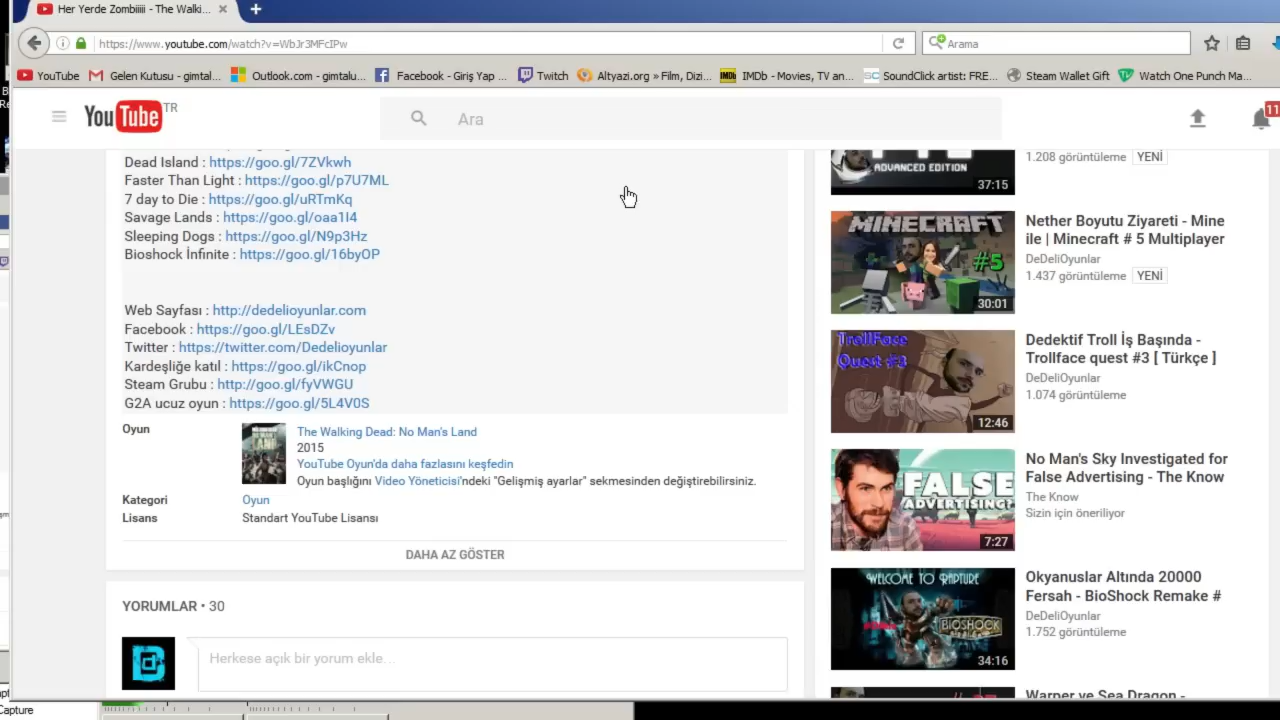 Her Yerde Zombiiiii - The Walki...
https://www.youtube.com/watch?v=WbJr3MFcIPw
Arama
YouTube
Gelen Kutusu - gimtal...
Outlook.com - gimtalu...
Facebook - Giriş Yap ...
Twitch
Altyazi.org » Film, Dizi...
IMDb - Movies, TV an...
SoundClick artist: FRE...
Steam Wallet Gift
Watch One Punch Ma...
YouTube TR
Ara
11
Dead Island : https://goo.gl/7ZVkwh
Faster Than Light : https://goo.gl/p7U7ML
7 day to Die : https://goo.gl/uRTmKq
Savage Lands : https://goo.gl/oaa1I4
Sleeping Dogs : https://goo.gl/N9p3Hz
Bioshock İnfinite : https://goo.gl/16byOP
Web Sayfası : http://dedelioyunlar.com
Facebook : https://goo.gl/LEsDZv
Twitter : https://twitter.com/Dedelioyunlar
Kardeşliğe katıl : https://goo.gl/ikCnop
Steam Grubu : http://goo.gl/fyVWGU
G2A ucuz oyun : https://goo.gl/5L4V0S
Oyun
The Walking Dead: No Man's Land
2015
YouTube Oyun'da daha fazlasını keşfedin
Oyun başlığını Video Yöneticisi'ndeki "Gelişmiş ayarlar" sekmesinden değiştirebilirsiniz.
Kategori
Oyun
Lisans
Standart YouTube Lisansı
DAHA AZ GÖSTER
YORUMLAR • 30
Herkese açık bir yorum ekle...
ADVANCED EDITION
37:15
1.208 görüntüleme YENİ
MINECRAFT
#5
30:01
Nether Boyutu Ziyareti - Mine
ile | Minecraft # 5 Multiplayer
DeDeliOyunlar
1.437 görüntüleme YENİ
TrollFace
Quest #3
12:46
Dedektif Troll İş Başında -
Trollface quest #3 [ Türkçe ]
DeDeliOyunlar
1.074 görüntüleme
FALSE
ADVERTISING?
7:27
No Man's Sky Investigated for
False Advertising - The Know
The Know
Sizin için öneriliyor
WELCOME TO RAPTURE
BIOSHOCK
34:16
Okyanuslar Altında 20000
Fersah - BioShock Remake #
DeDeliOyunlar
1.752 görüntüleme
Warper ve Sea Dragon -
Capture